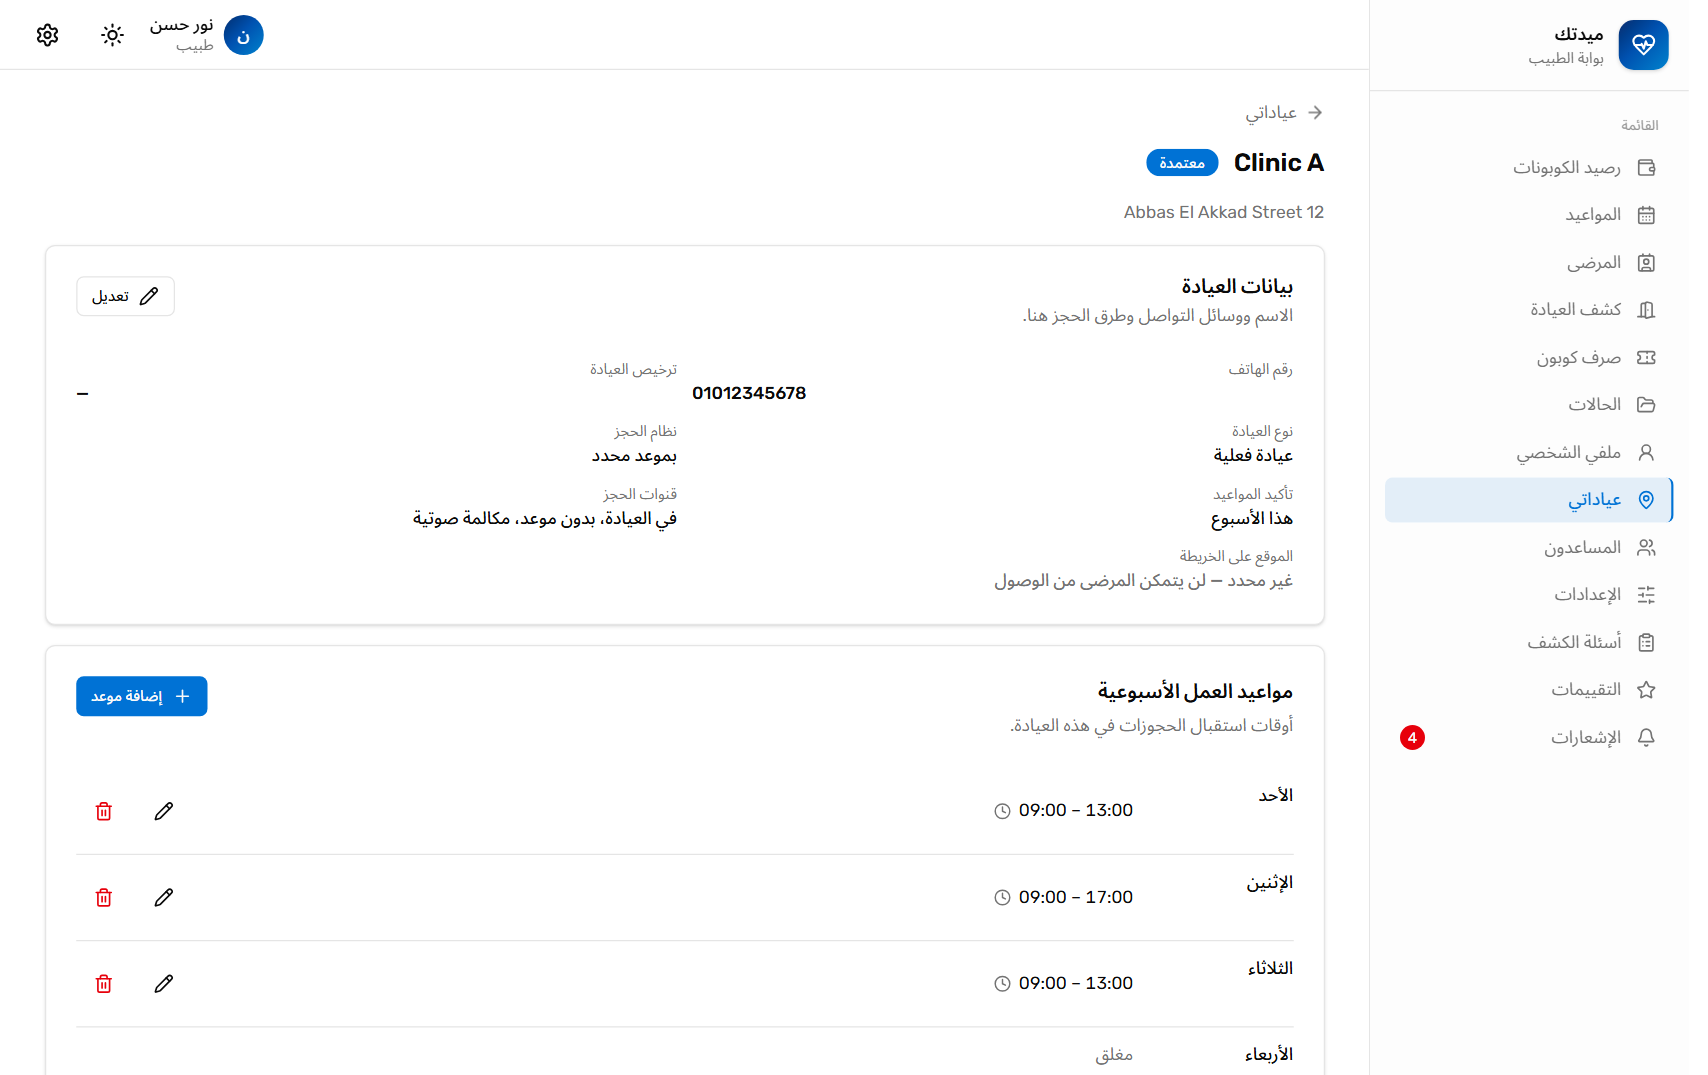 ميدتك
بوابة الطبيب
القائمة
رصيد الكوبونات
المواعيد
المرضى
كشف العيادة
صرف كوبون
الحالات
ملفي الشخصي
عياداتي
المساعدون
الإعدادات
أسئلة الكشف
التقييمات
الإشعارات
4
ن
نور حسن
طبيب
عياداتي
Clinic A
معتمدة
Abbas El Akkad Street 12
بيانات العيادة
الاسم ووسائل التواصل وطرق الحجز هنا.
تعديل
رقم الهاتف
01012345678
ترخيص العيادة
–
نوع العيادة
عيادة فعلية
نظام الحجز
بموعد محدد
تأكيد المواعيد
هذا الأسبوع
قنوات الحجز
في العيادة، بدون موعد، مكالمة صوتية
الموقع على الخريطة
غير محدد – لن يتمكن المرضى من الوصول
مواعيد العمل الأسبوعية
أوقات استقبال الحجوزات في هذه العيادة.
إضافة موعد
الأحد
09:00 – 13:00
الإثنين
09:00 – 17:00
الثلاثاء
09:00 – 13:00
الأربعاء
مغلق